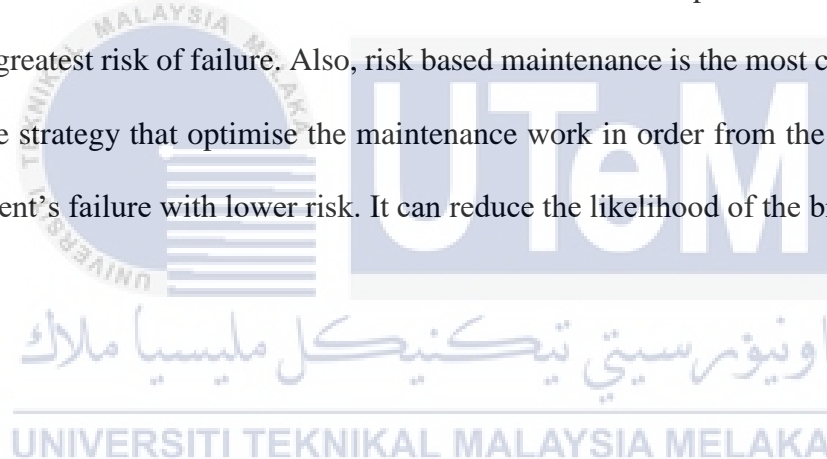 greatest risk of failure. Also, risk based maintenance is the most c
e strategy that optimise the maintenance work in order from the
ent's failure with lower risk. It can reduce the likelihood of the b
UTeM
اونيۏرسيتي تيكنيكل مليسيا ملاك
UNIVERSITI TEKNIKAL MALAYSIA MELAKA